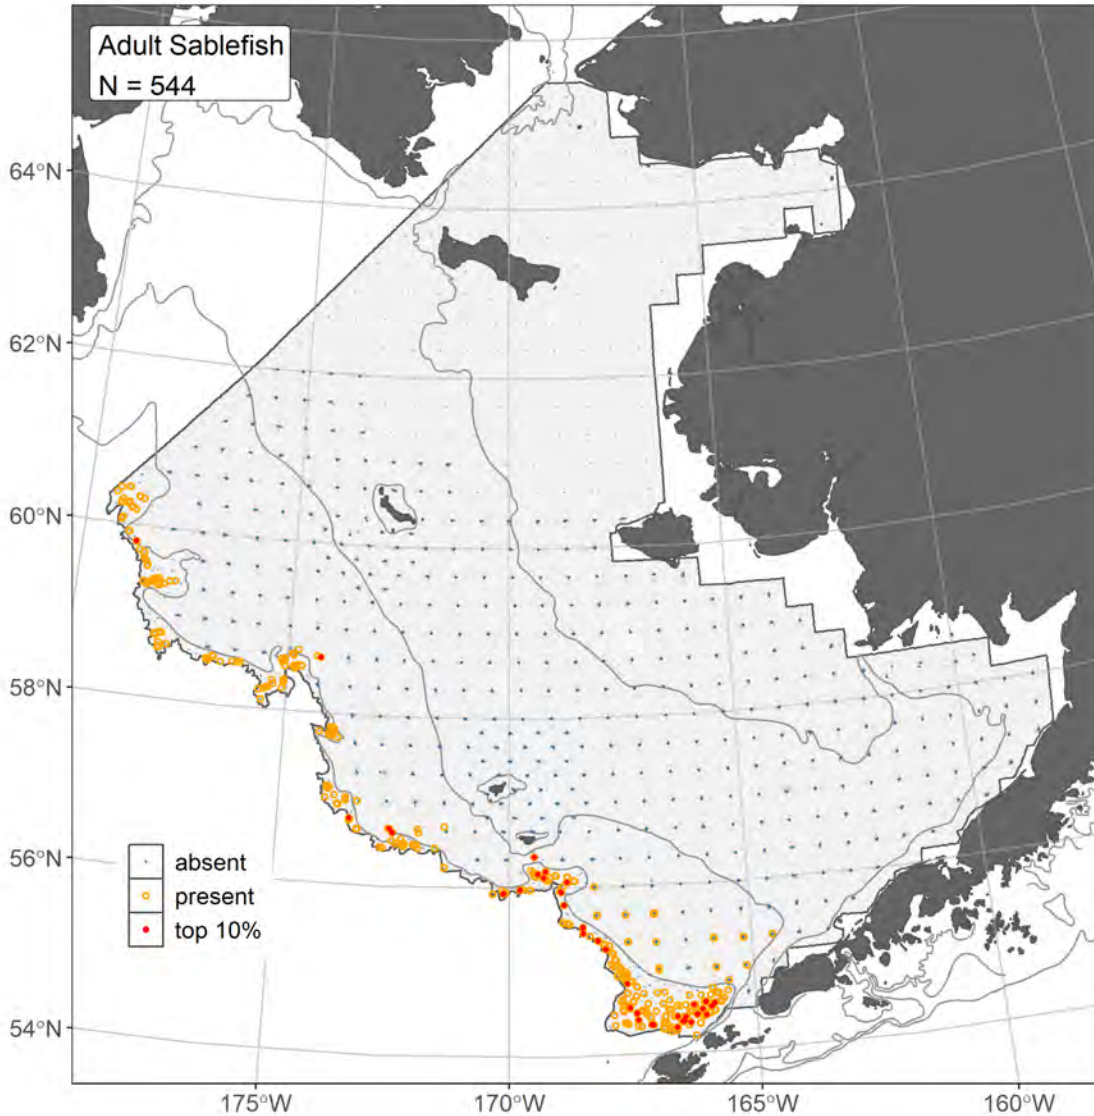 Adult Sablefish
N = 544
64°N
62°N
60°N
58°N
56°N
54°N
absent
present
top 10%
175°W
170°W
165°W
160°W